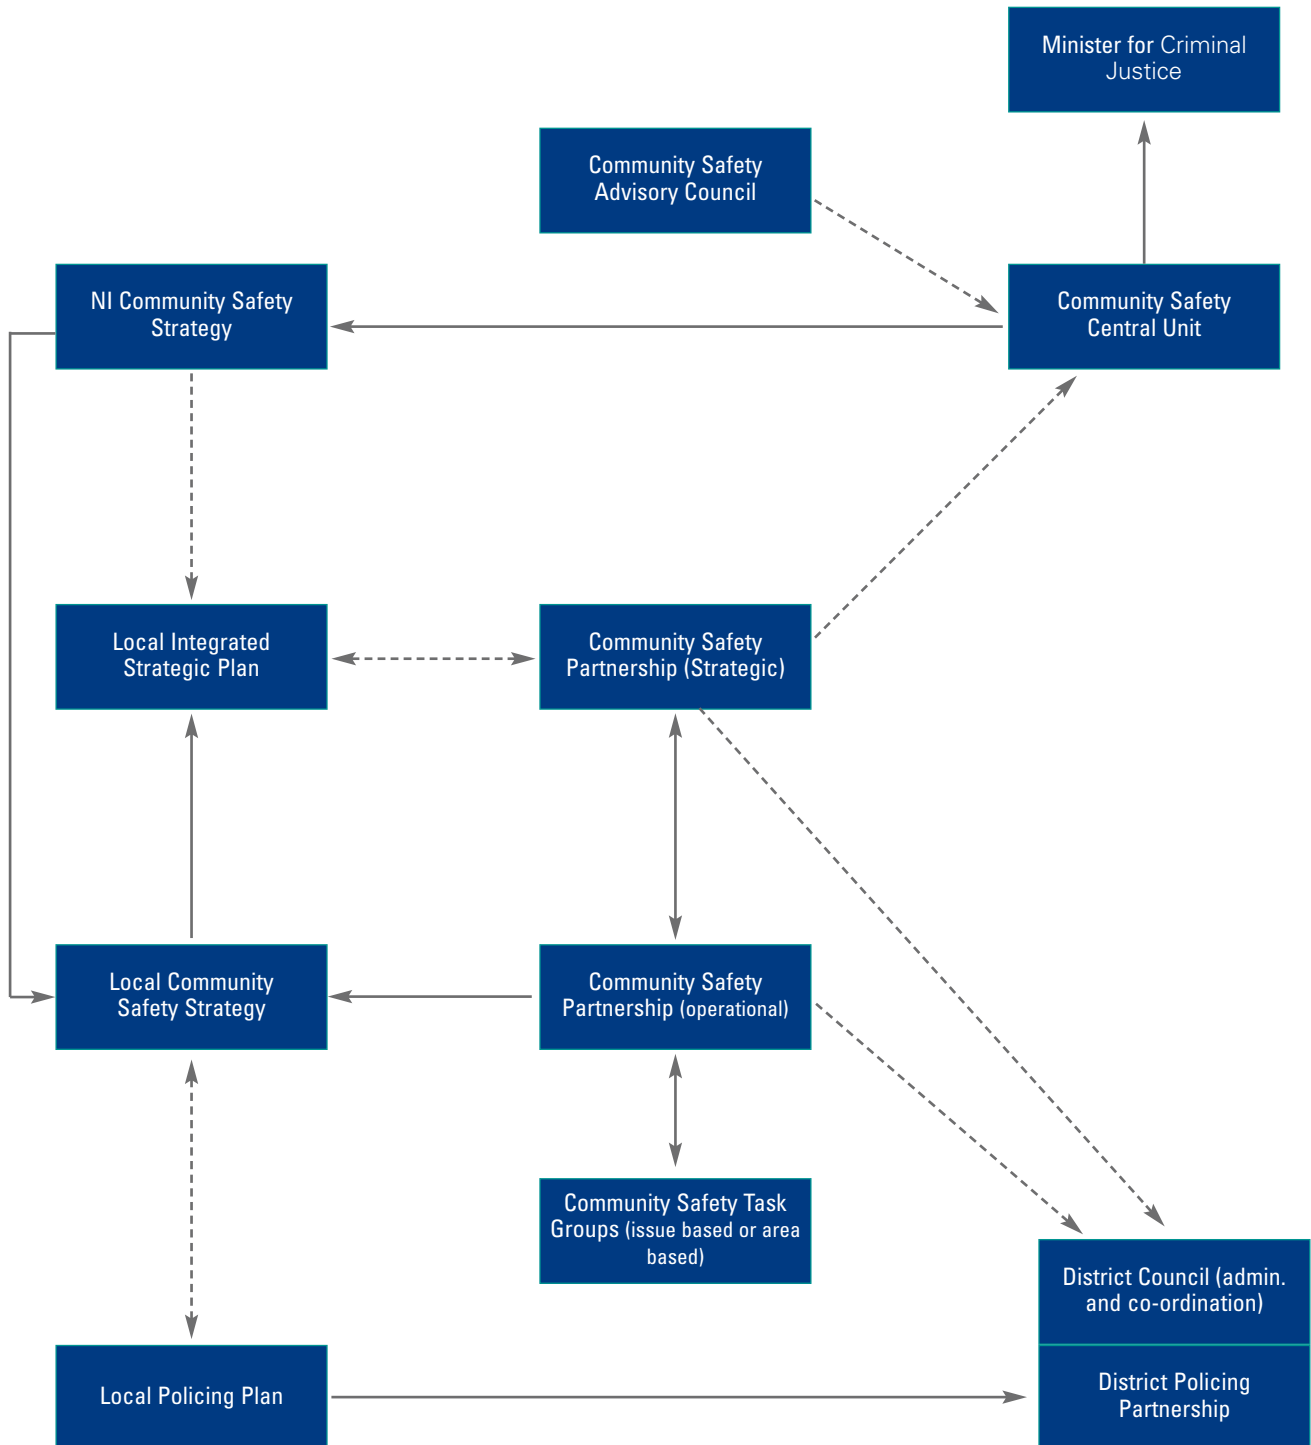 Minister for Criminal
Justice
Community Safety
Advisory Council
NI Community Safety
Strategy
Community Safety
Central Unit
Local Integrated
Strategic Plan
Community Safety
Partnership (Strategic)
Local Community
Safety Strategy
Community Safety
Partnership (operational)
Community Safety Task
Groups (issue based or area
based)
District Council (admin.
and co-ordination)
Local Policing Plan
District Policing
Partnership